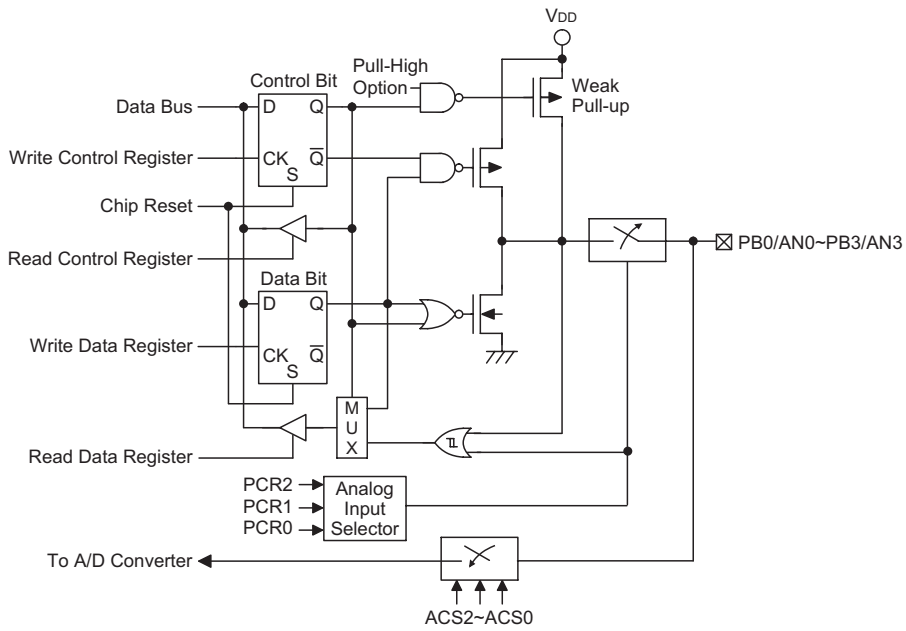 VDD
Pull-High
Option
Control Bit
Weak
Pull-up
Data Bus
D
Q
Write Control Register
CK
Q̅
S
Chip Reset
Read Control Register
PB0/AN0~PB3/AN3
Data Bit
D
Q
Write Data Register
CK
Q̅
S
M
U
X
Read Data Register
PCR2
PCR1
PCR0
Analog
Input
Selector
To A/D Converter
ACS2~ACS0